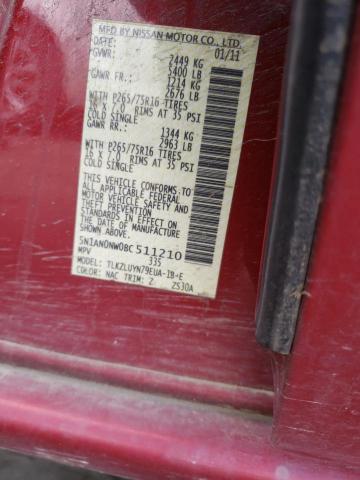 MFD BY NISSAN MOTOR CO., LTD.
DATE: 01/11
GVWR: 2449 KG
5400 LB
GAWR FR.: 1214 KG
2676 LB
WITH P265/75R16 TIRES
16 X 7.0 RIMS AT 35 PSI
COLD SINGLE
GAWR RR.: 1344 KG
2963 LB
WITH P265/75R16 TIRES
16 X 7.0 RIMS AT 35 PSI
COLD SINGLE
THIS VEHICLE CONFORMS TO
ALL APPLICABLE FEDERAL
MOTOR VEHICLE SAFETY AND
THEFT PREVENTION
STANDARDS IN EFFECT ON
THE DATE OF MANUFACTURE
SHOWN ABOVE.
5N1AN0NW0BC511210
MPV 335
MODEL: TLKZLUYN79EUA-IB-E
COLOR: NAC TRIM: Z ZS30A